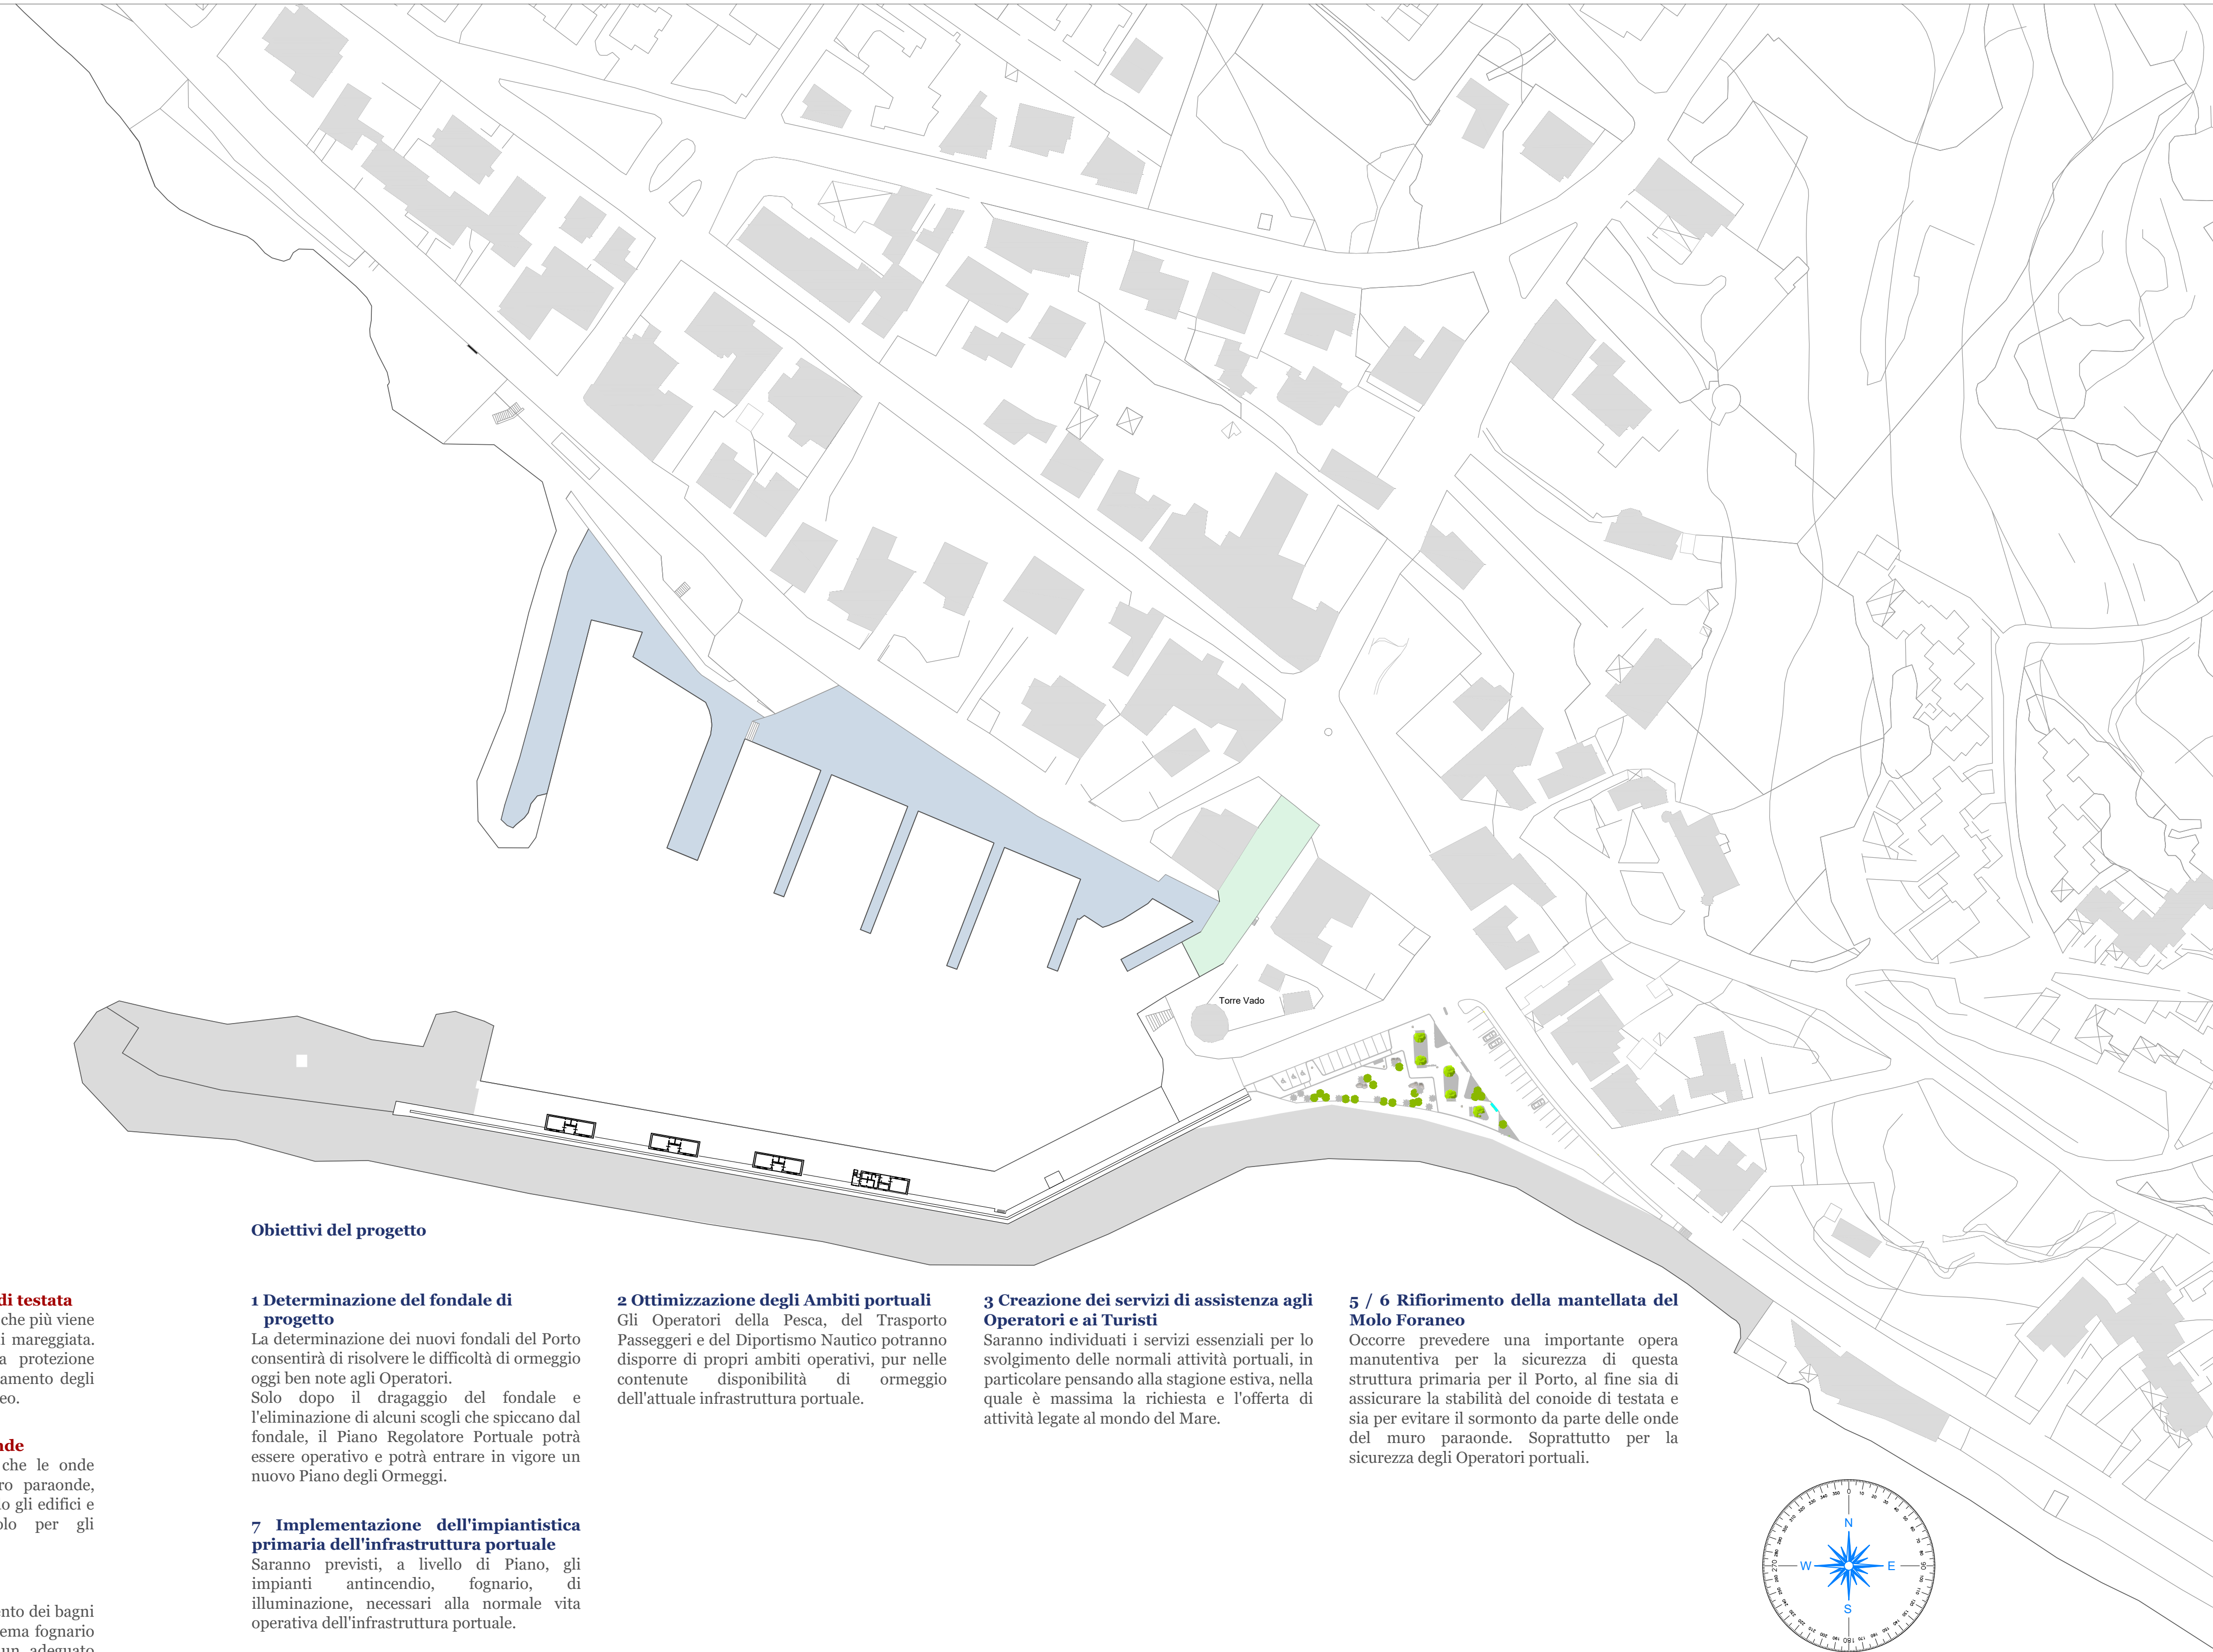 Torre Vado
Obiettivi del progetto
di testata
che più viene
i mareggiata.
a protezione
amento degli
eo.
nde
che le onde
ro paraonde,
o gli edifici e
olo per gli
nto dei bagni
ema fognario
un adeguato
1 Determinazione del fondale di
progetto
La determinazione dei nuovi fondali del Porto
consentirà di risolvere le difficoltà di ormeggio
oggi ben note agli Operatori.
Solo dopo il dragaggio del fondale e
l'eliminazione di alcuni scogli che spiccano dal
fondale, il Piano Regolatore Portuale potrà
essere operativo e potrà entrare in vigore un
nuovo Piano degli Ormeggi.
7 Implementazione dell'impiantistica
primaria dell'infrastruttura portuale
Saranno previsti, a livello di Piano, gli
impianti antincendio, fognario, di
illuminazione, necessari alla normale vita
operativa dell'infrastruttura portuale.
2 Ottimizzazione degli Ambiti portuali
Gli Operatori della Pesca, del Trasporto
Passeggeri e del Diportismo Nautico potranno
disporre di propri ambiti operativi, pur nelle
contenute disponibilità di ormeggio
dell'attuale infrastruttura portuale.
3 Creazione dei servizi di assistenza agli
Operatori e ai Turisti
Saranno individuati i servizi essenziali per lo
svolgimento delle normali attività portuali, in
particolare pensando alla stagione estiva, nella
quale è massima la richiesta e l'offerta di
attività legate al mondo del Mare.
5 / 6 Rifiorimento della mantellata del
Molo Foraneo
Occorre prevedere una importante opera
manutentiva per la sicurezza di questa
struttura primaria per il Porto, al fine sia di
assicurare la stabilità del conoide di testata e
sia per evitare il sormonto da parte delle onde
del muro paraonde. Soprattutto per la
sicurezza degli Operatori portuali.
0
N
W
E
S
270
90
180